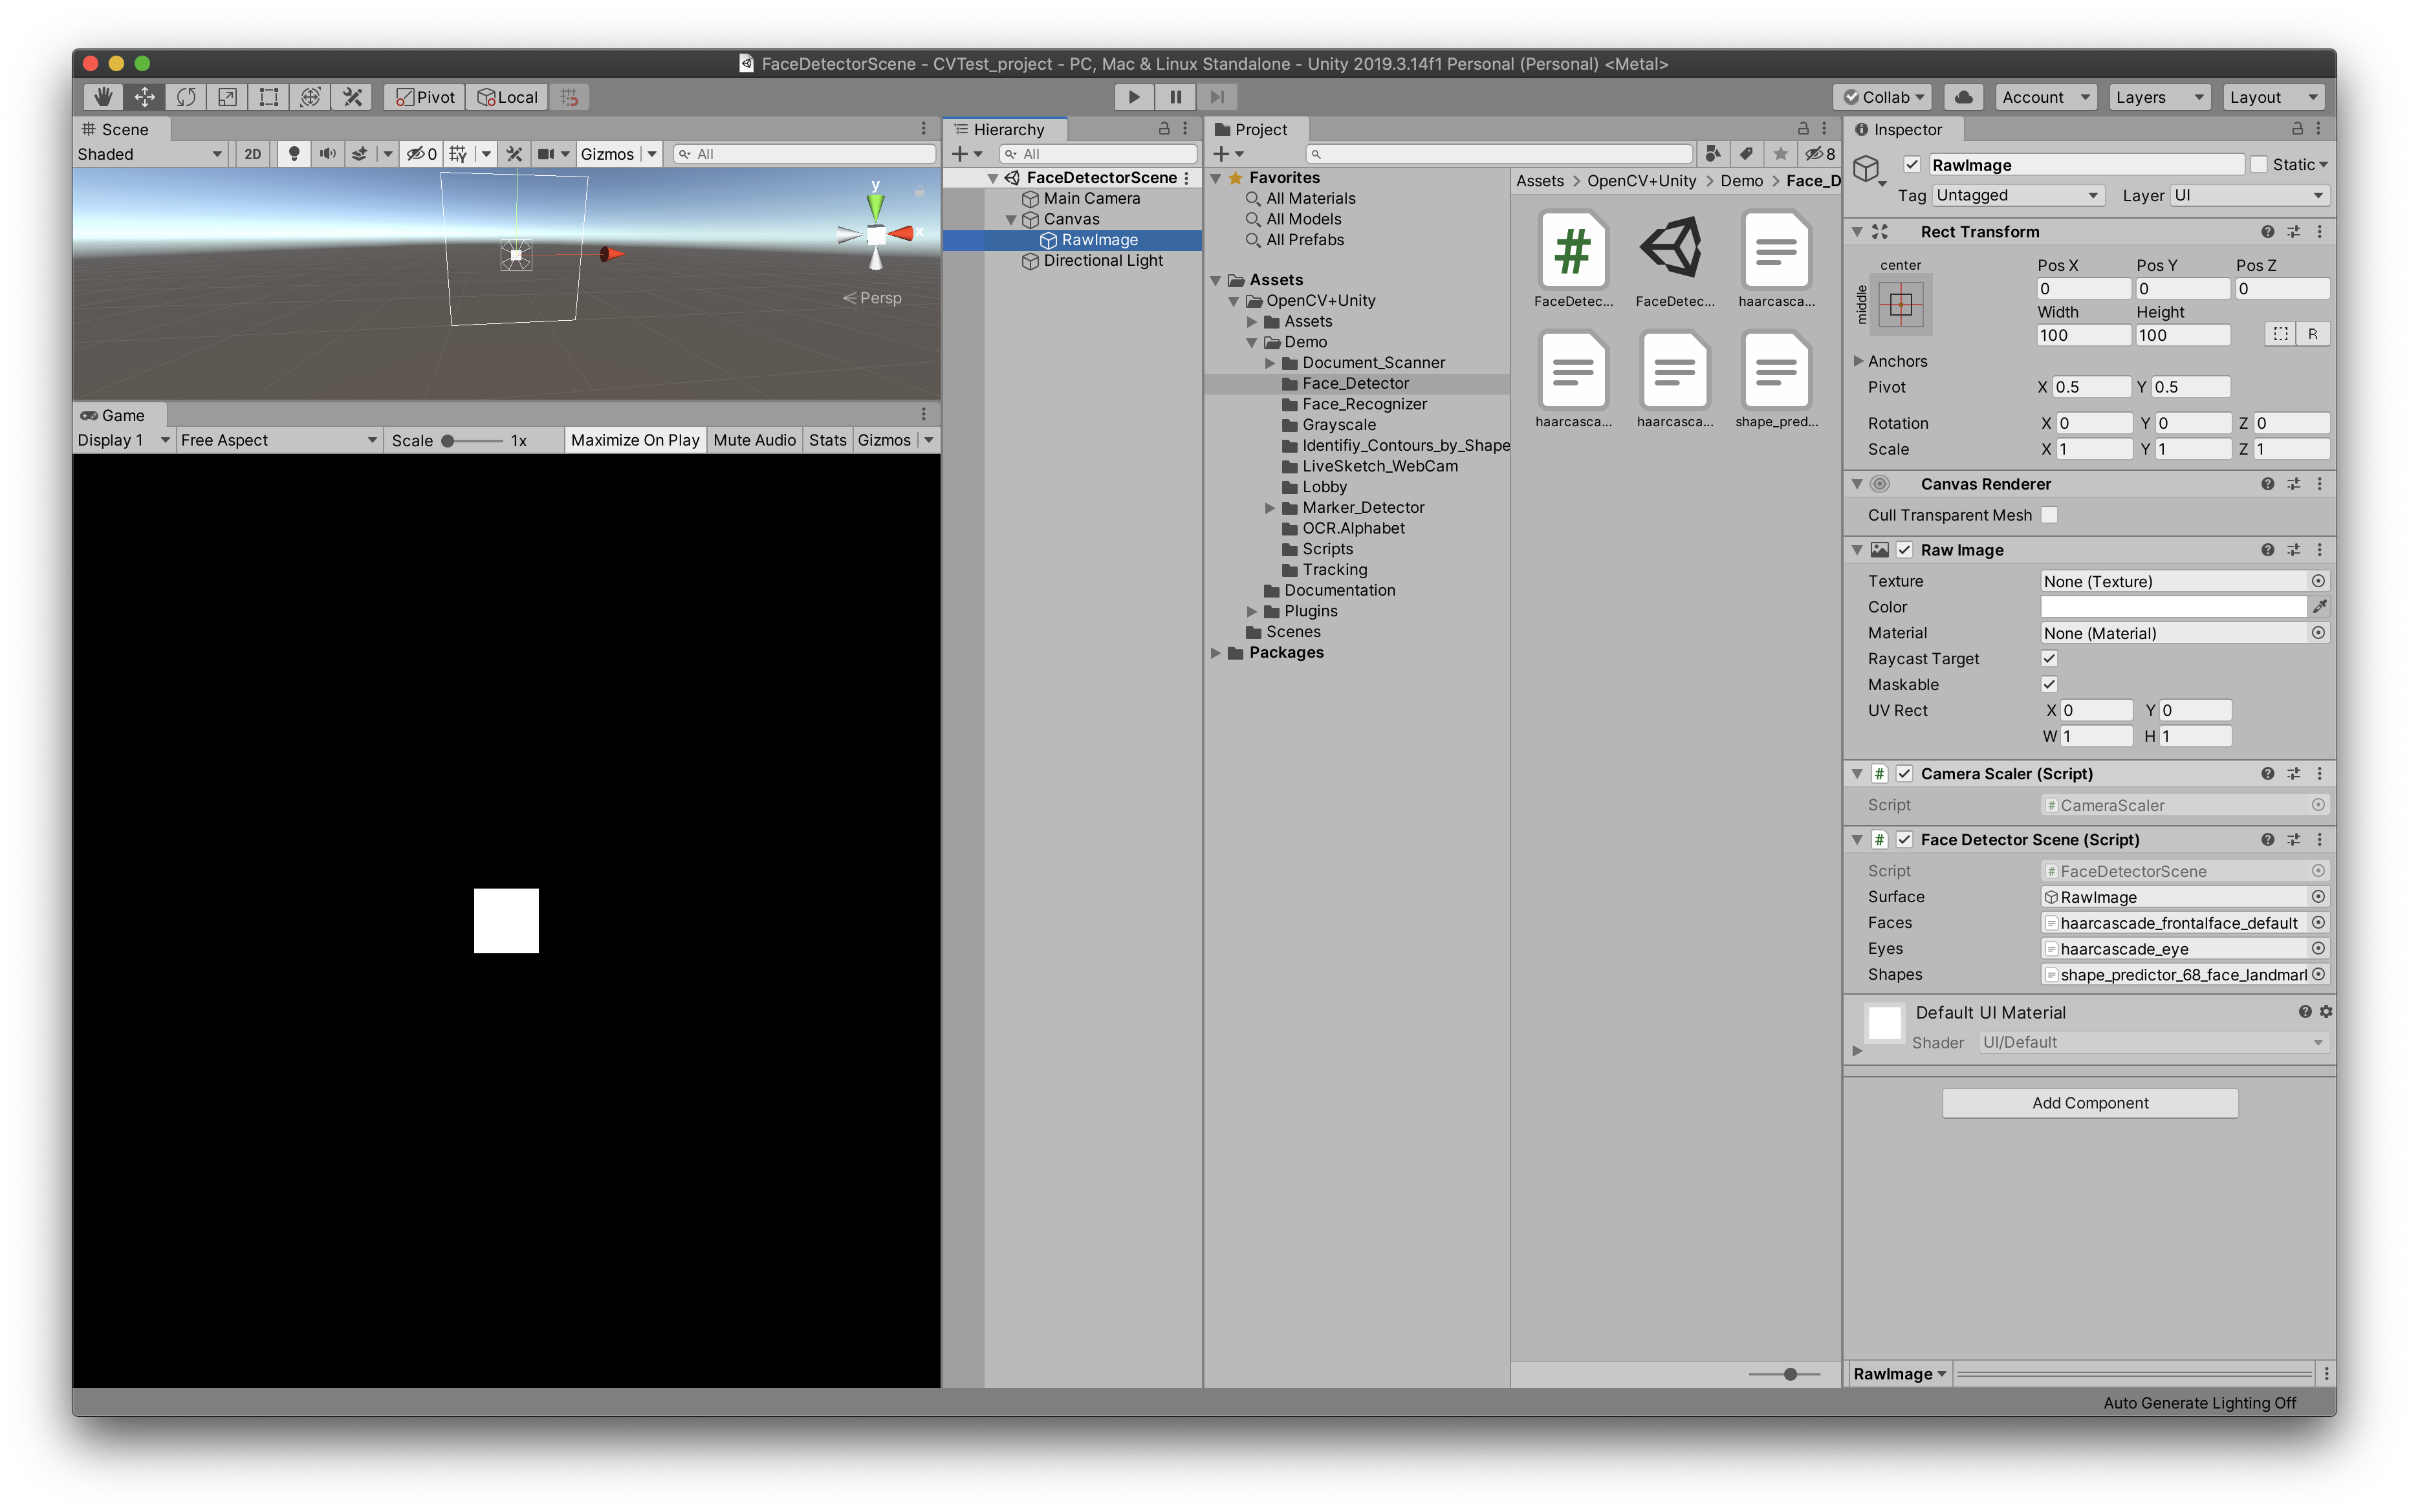 FaceDetectorScene - CVTest_project - PC, Mac & Linux Standalone - Unity 2019.3.14f1 Personal (Personal) <Metal>
Pivot Local Collab Account Layers Layout
Scene
Shaded 2D 0 Gizmos All
y
x
Persp
Game
Display 1 Free Aspect Scale 1x Maximize On Play Mute Audio Stats Gizmos
Hierarchy
All
FaceDetectorScene
Main Camera
Canvas
RawImage
Directional Light
Project
8
Favorites
All Materials
All Models
All Prefabs
Assets
OpenCV+Unity
Assets
Demo
Document_Scanner
Face_Detector
Face_Recognizer
Grayscale
Identifiy_Contours_by_Shape
LiveSketch_WebCam
Lobby
Marker_Detector
OCR.Alphabet
Scripts
Tracking
Documentation
Plugins
Scenes
Packages
Assets > OpenCV+Unity > Demo > Face_D
#
FaceDetec... FaceDetec... haarcasca...
haarcasca... haarcasca... shape_pred...
Inspector
RawImage Static
Tag Untagged Layer UI
Rect Transform
center
middle
Pos X Pos Y Pos Z
0 0 0
Width Height
100 100 R
Anchors
Pivot X 0.5 Y 0.5
Rotation X 0 Y 0 Z 0
Scale X 1 Y 1 Z 1
Canvas Renderer
Cull Transparent Mesh
Raw Image
Texture None (Texture)
Color
Material None (Material)
Raycast Target
Maskable
UV Rect X 0 Y 0
W 1 H 1
# Camera Scaler (Script)
Script # CameraScaler
# Face Detector Scene (Script)
Script # FaceDetectorScene
Surface RawImage
Faces haarcascade_frontalface_default
Eyes haarcascade_eye
Shapes shape_predictor_68_face_landmarl
Default UI Material
Shader UI/Default
Add Component
RawImage
Auto Generate Lighting Off